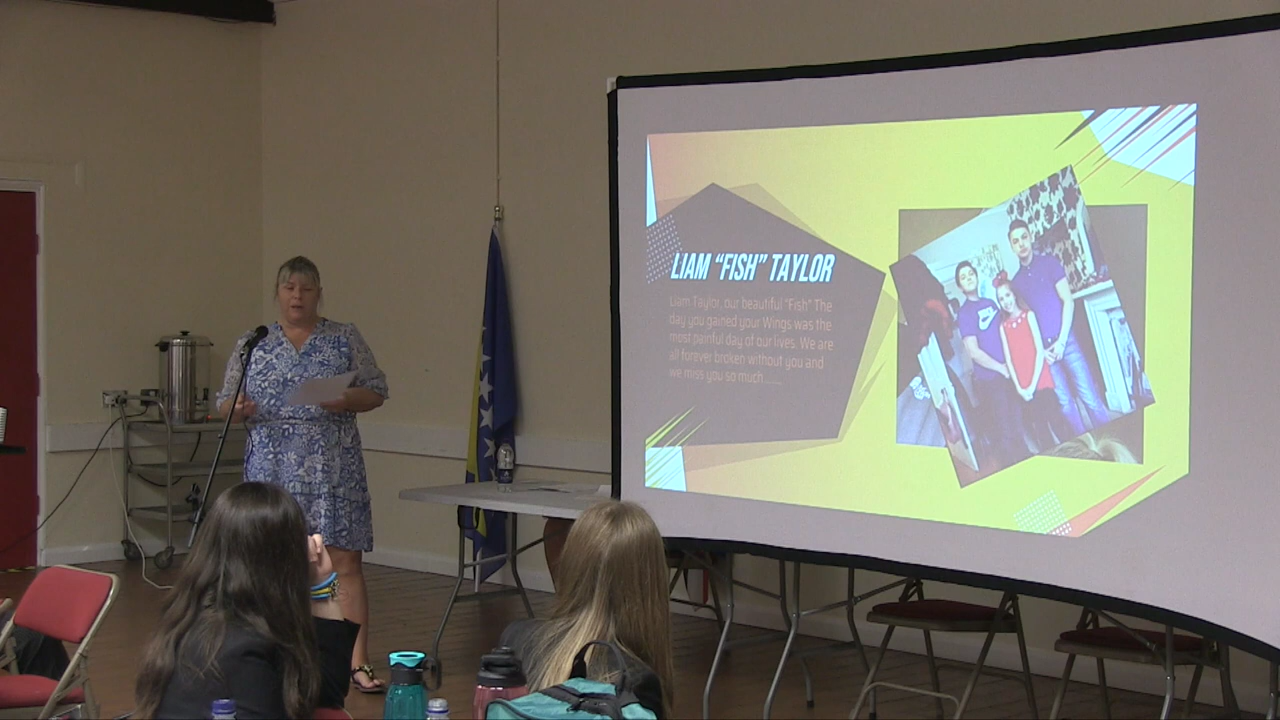 LIAM "FISH" TAYLOR
Liam Taylor, our beautiful "Fish" The
day you gained your Wings was the
most painful day of our lives. We are
all forever broken without you and
we miss you so much.......